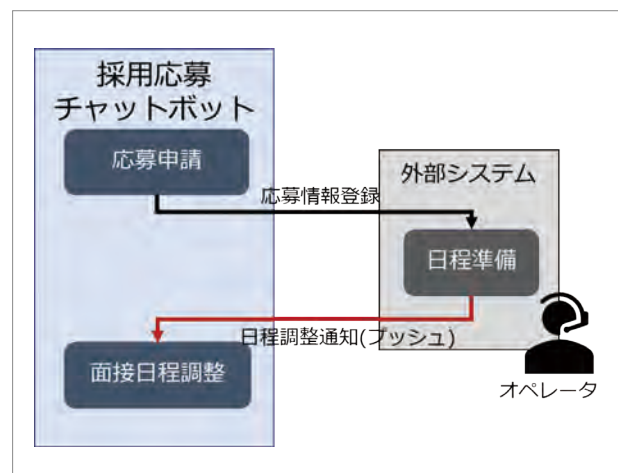 採用応募
チャットボット
応募申請
外部システム
応募情報登録
日程準備
日程調整通知(プッシュ)
面接日程調整
オペレータ